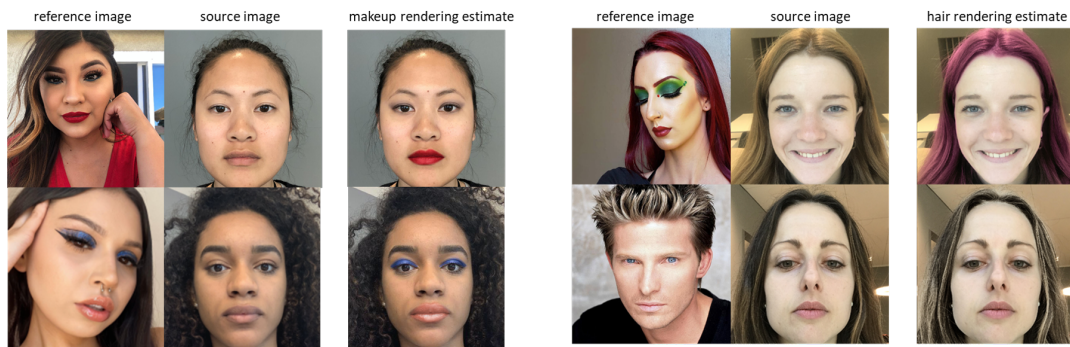 reference image
source image
makeup rendering estimate
reference image
source image
hair rendering estimate